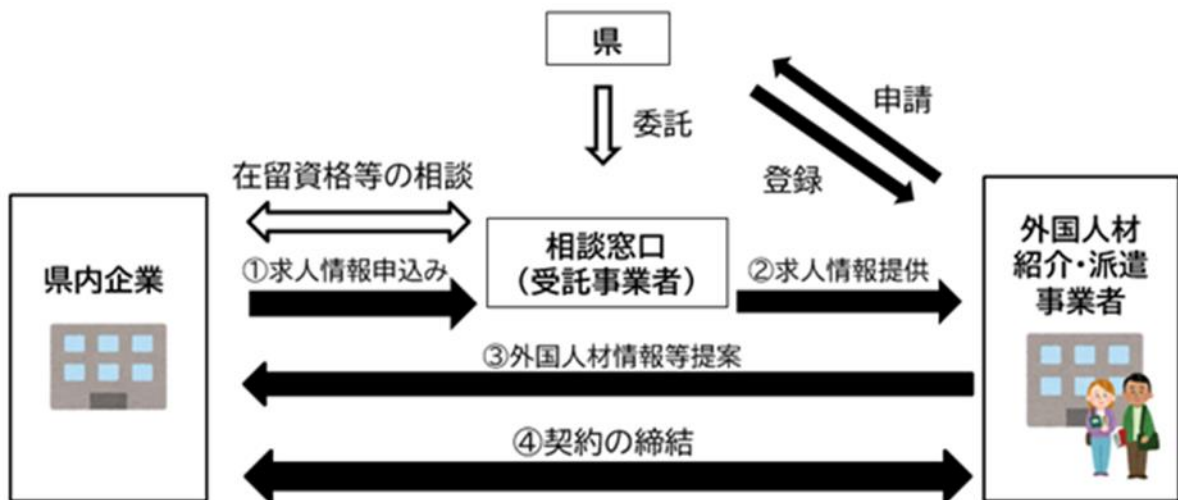 県
委託
申請
登録
在留資格等の相談
県内企業
①求人情報申込み
相談窓口
（受託事業者）
②求人情報提供
外国人材
紹介・派遣
事業者
③外国人材情報等提案
④契約の締結